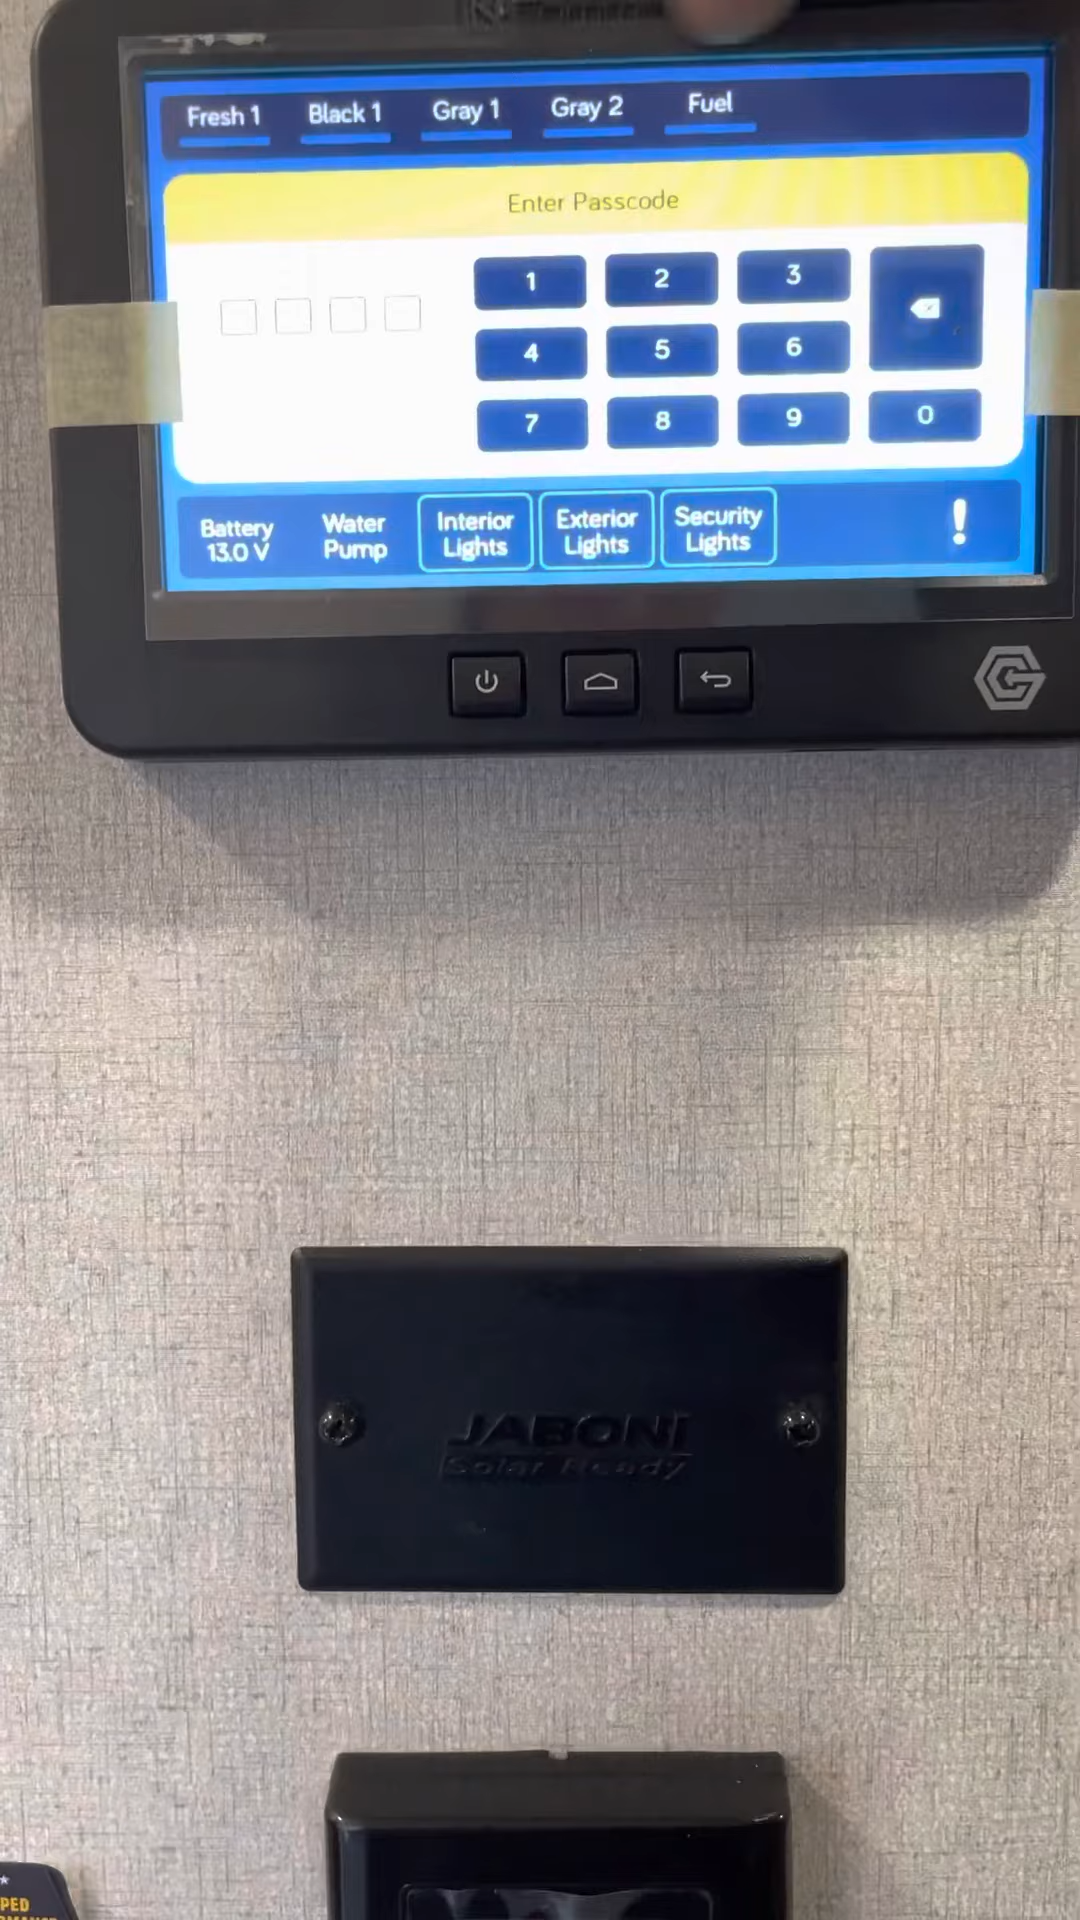 Fresh 1 Black 1 Gray 1 Gray 2 Fuel
Enter Passcode
1 2 3
4 5 6
7 8 9 0
Battery
13.0 V
Water
Pump
Interior
Lights
Exterior
Lights
Security
Lights
!
JABONI
Solar Ready
PED